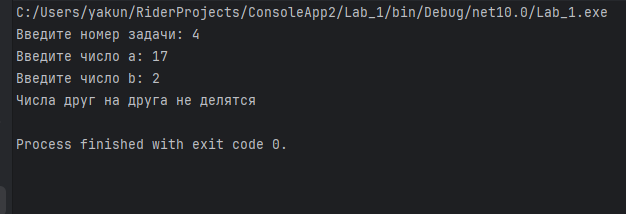 C:/Users/yakun/RiderProjects/ConsoleApp2/Lab_1/bin/Debug/net10.0/Lab_1.exe
Введите номер задачи: 4
Введите число a: 17
Введите число b: 2
Числа друг на друга не делятся
Process finished with exit code 0.